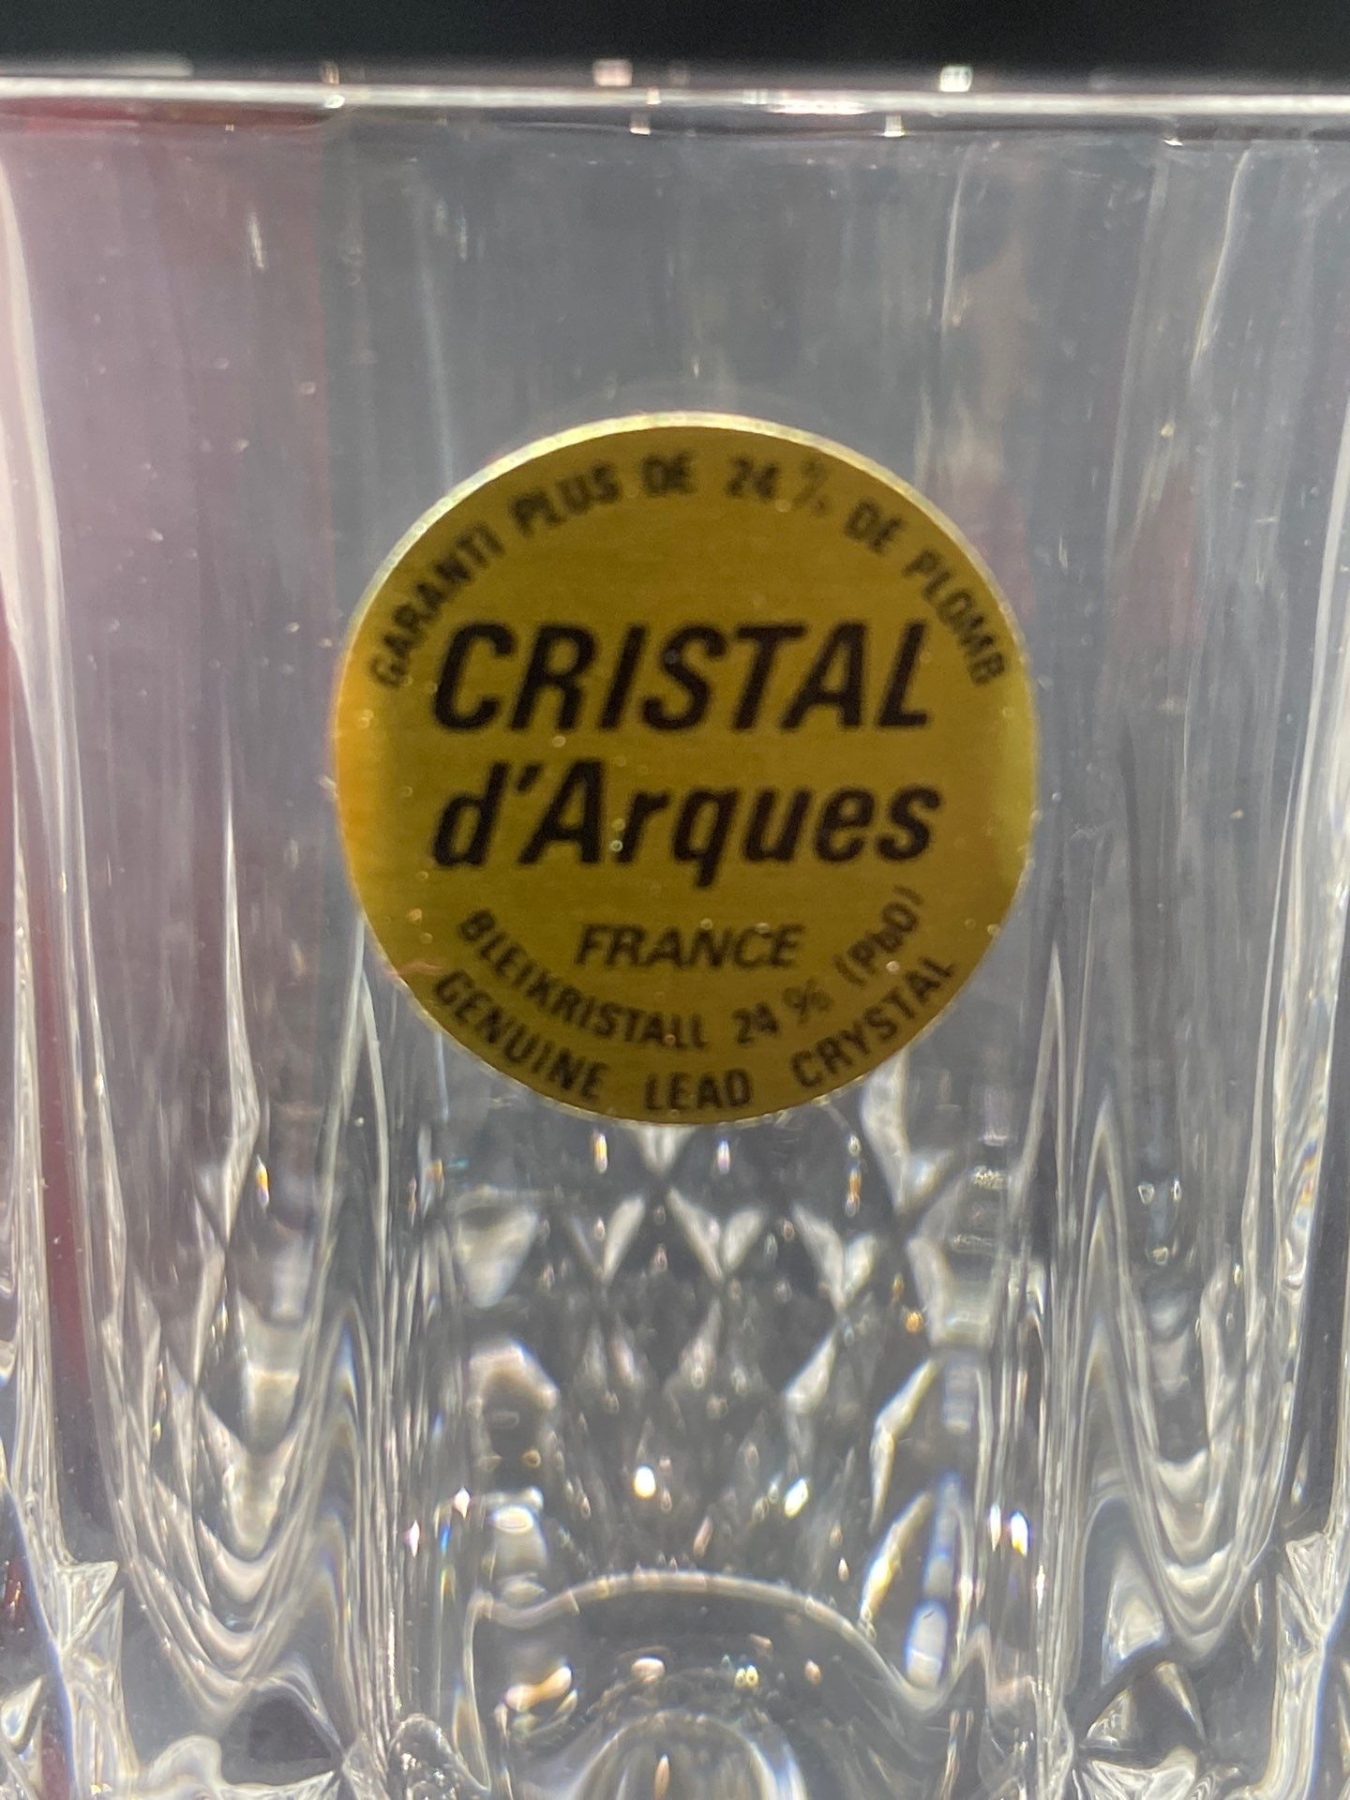 GARANTI PLUS DE 24% DE PLOMB
CRISTAL
d'Arques
FRANCE
BLEIKRISTALL 24% (PbO)
GENUINE LEAD CRYSTAL